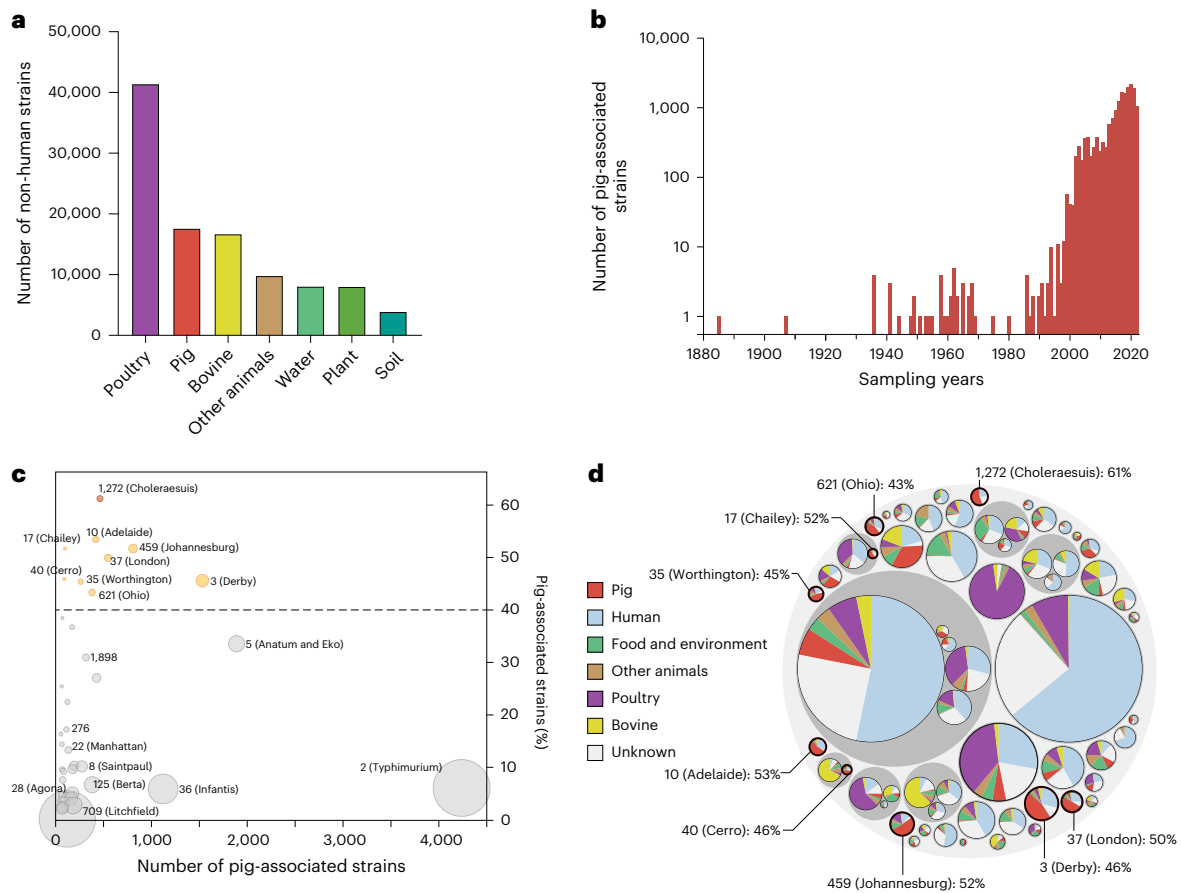 a
50,000
40,000
30,000
20,000
10,000
0
Number of non-human strains
Poultry
Pig
Bovine
Other animals
Water
Plant
Soil
b
10,000
1,000
100
10
1
Number of pig-associated
strains
1880 1900 1920 1940 1960 1980 2000 2020
Sampling years
c
1,272 (Choleraesuis)
17 (Chailey)
10 (Adelaide)
459 (Johannesburg)
37 (London)
40 (Cerro)
35 (Worthington)
3 (Derby)
621 (Ohio)
5 (Anatum and Eko)
1,898
276
22 (Manhattan)
8 (Saintpaul)
2 (Typhimurium)
125 (Berta)
28 (Agona)
36 (Infantis)
709 (Litchfield)
60
50
40
30
20
10
0
Pig-associated strains (%)
0 1,000 2,000 3,000 4,000
Number of pig-associated strains
d
1,272 (Choleraesuis): 61%
621 (Ohio): 43%
17 (Chailey): 52%
35 (Worthington): 45%
Pig
Human
Food and environment
Other animals
Poultry
Bovine
Unknown
10 (Adelaide): 53%
40 (Cerro): 46%
37 (London): 50%
3 (Derby): 46%
459 (Johannesburg): 52%